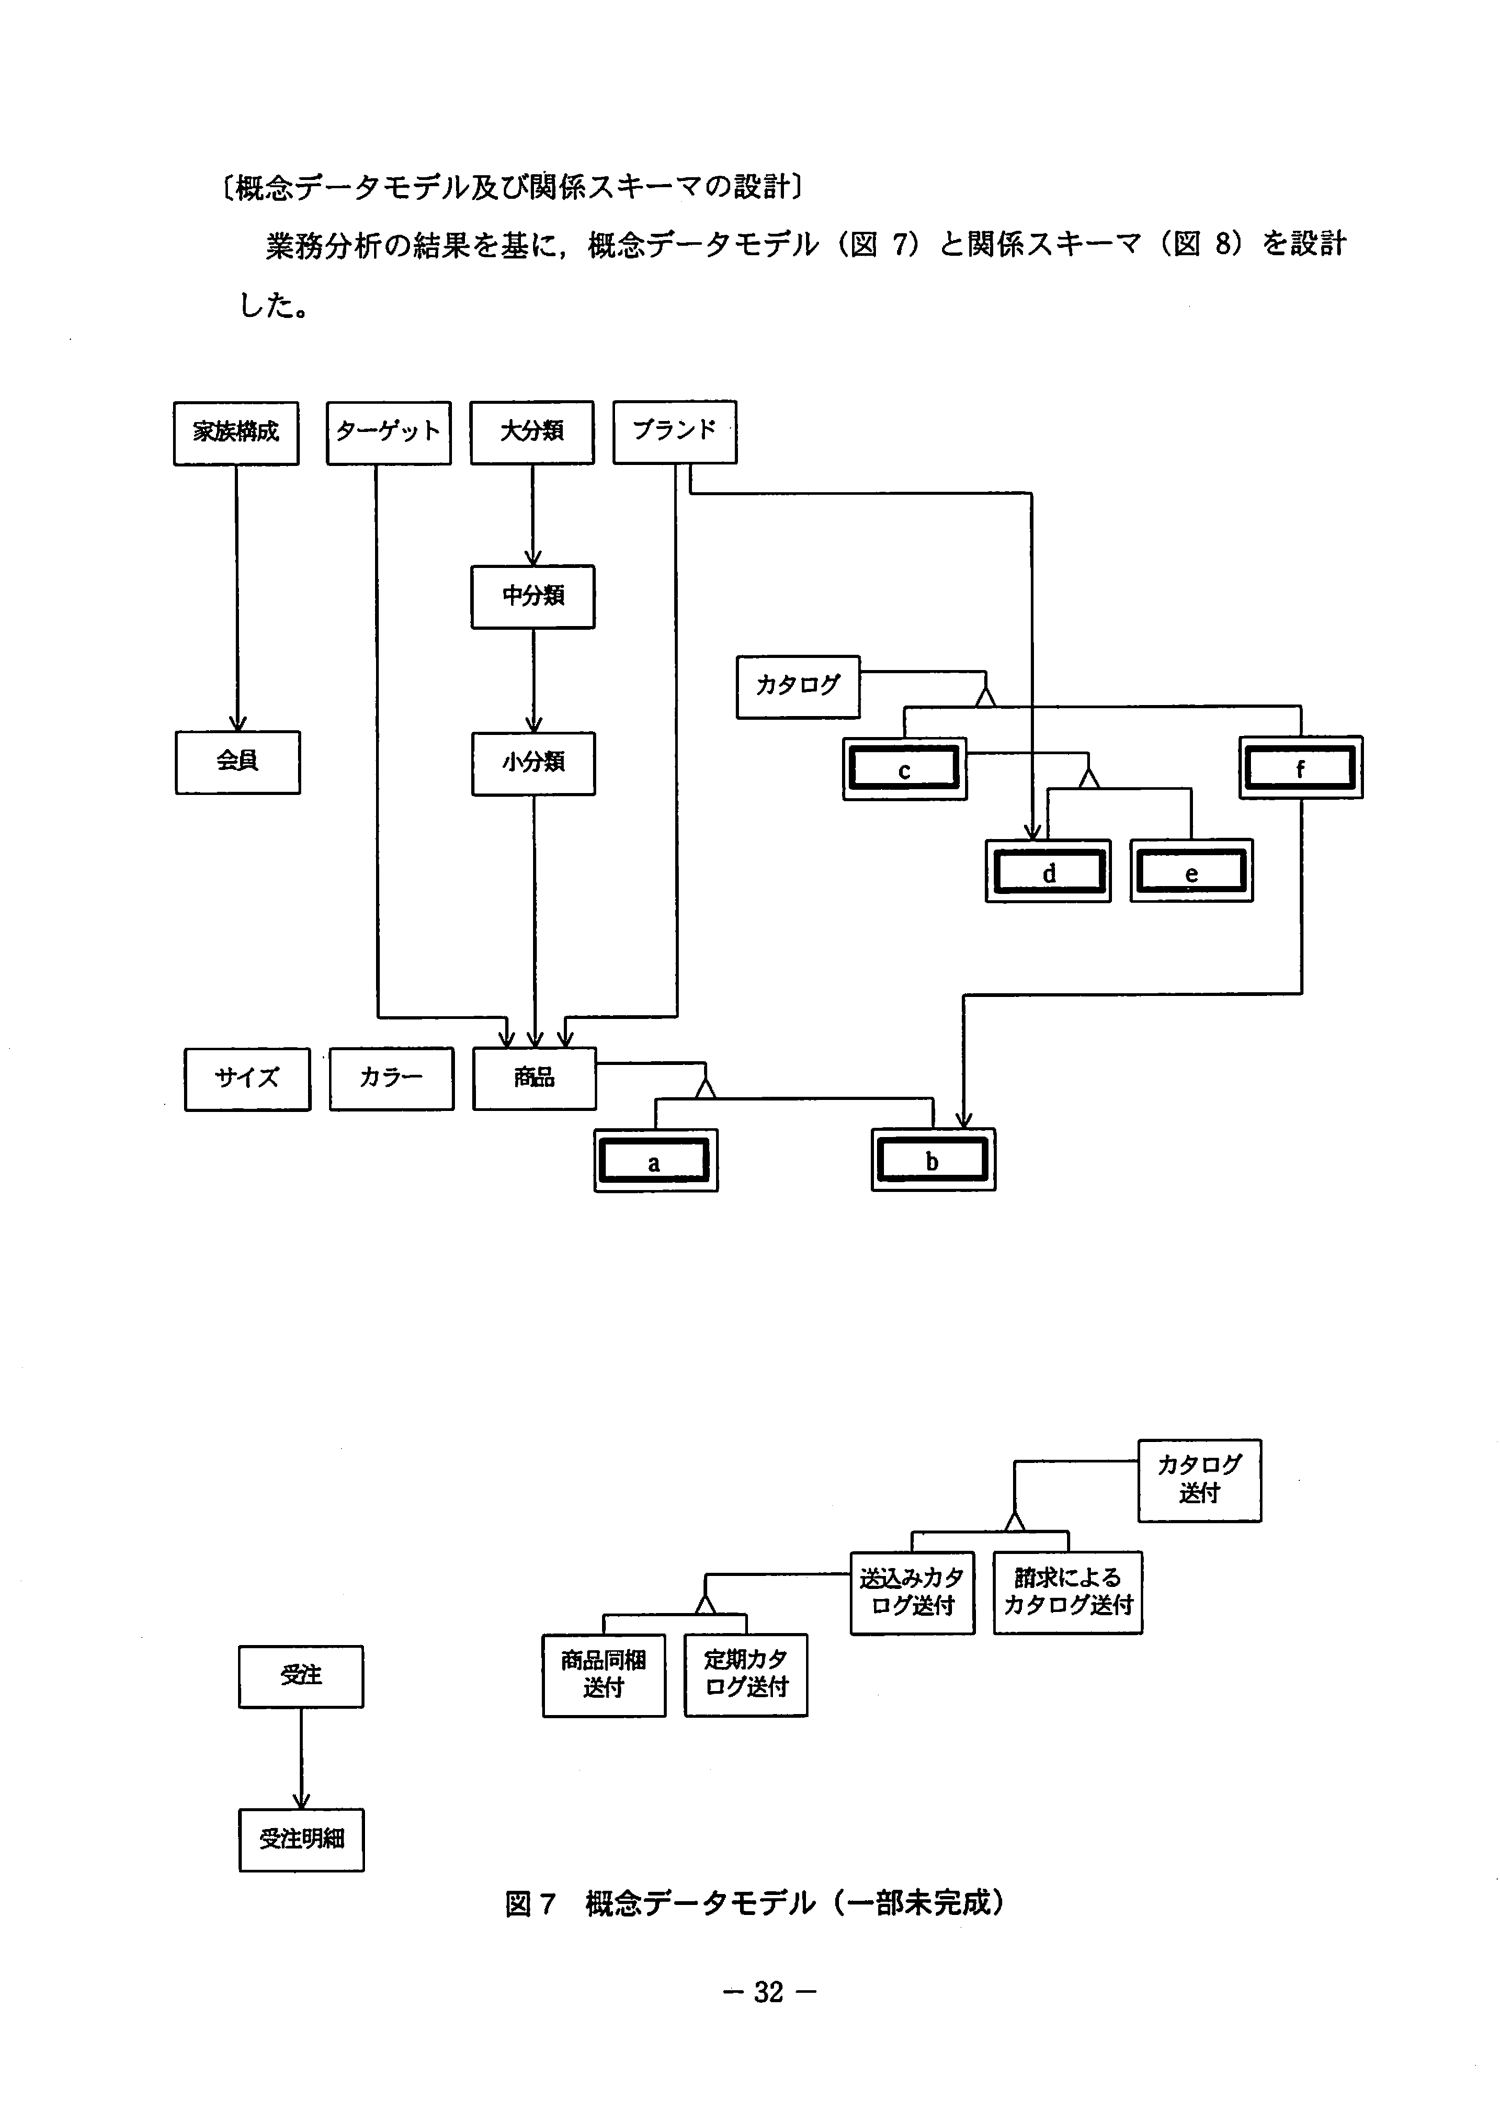 〔概念データモデル及び関係スキーマの設計〕
業務分析の結果を基に，概念データモデル（図 7）と関係スキーマ（図 8）を設計
した。
家族構成
ターゲット
大分類
ブランド
中分類
カタログ
会員
小分類
c
f
d
e
サイズ
カラー
商品
a
b
カタログ
送付
送込みカタ
ログ送付
請求による
カタログ送付
商品同梱
送付
定期カタ
ログ送付
受注
受注明細
図 7　概念データモデル（一部未完成）
－ 32 －